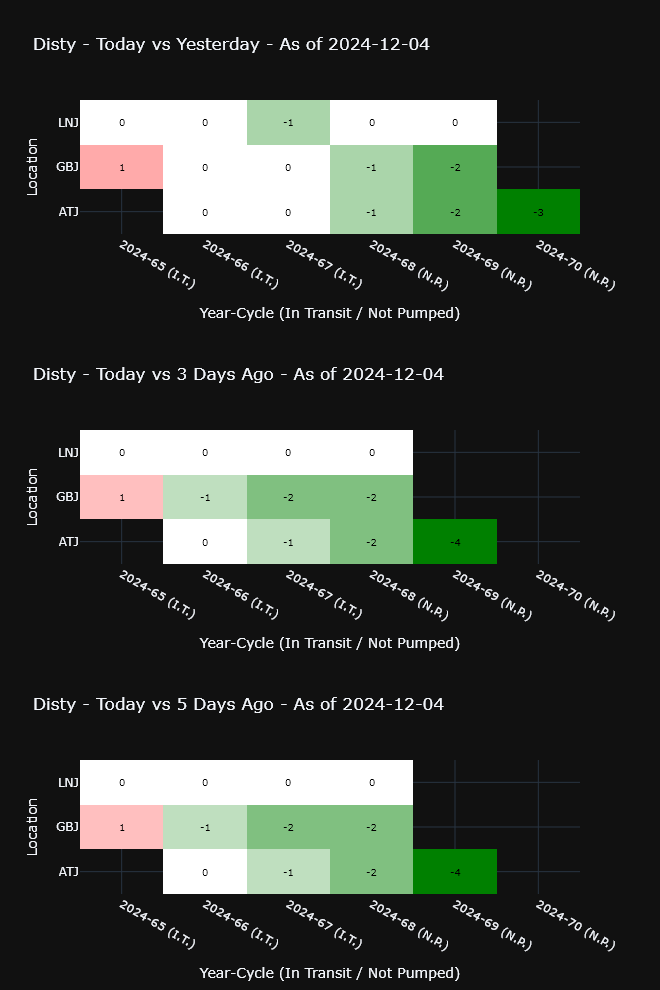 Disty - Today vs Yesterday - As of 2024-12-04
Location
LNJ 0 0 -1 0 0
GBJ 1 0 0 -1 -2
ATJ 0 0 -1 -2 -3
2024-65 (I.T.) 2024-66 (I.T.) 2024-67 (I.T.) 2024-68 (N.P.) 2024-69 (N.P.) 2024-70 (N.P.)
Year-Cycle (In Transit / Not Pumped)
Disty - Today vs 3 Days Ago - As of 2024-12-04
Location
LNJ 0 0 0 0
GBJ 1 -1 -2 -2
ATJ 0 -1 -2 -4
2024-65 (I.T.) 2024-66 (I.T.) 2024-67 (I.T.) 2024-68 (N.P.) 2024-69 (N.P.) 2024-70 (N.P.)
Year-Cycle (In Transit / Not Pumped)
Disty - Today vs 5 Days Ago - As of 2024-12-04
Location
LNJ 0 0 0 0
GBJ 1 -1 -2 -2
ATJ 0 -1 -2 -4
2024-65 (I.T.) 2024-66 (I.T.) 2024-67 (I.T.) 2024-68 (N.P.) 2024-69 (N.P.) 2024-70 (N.P.)
Year-Cycle (In Transit / Not Pumped)